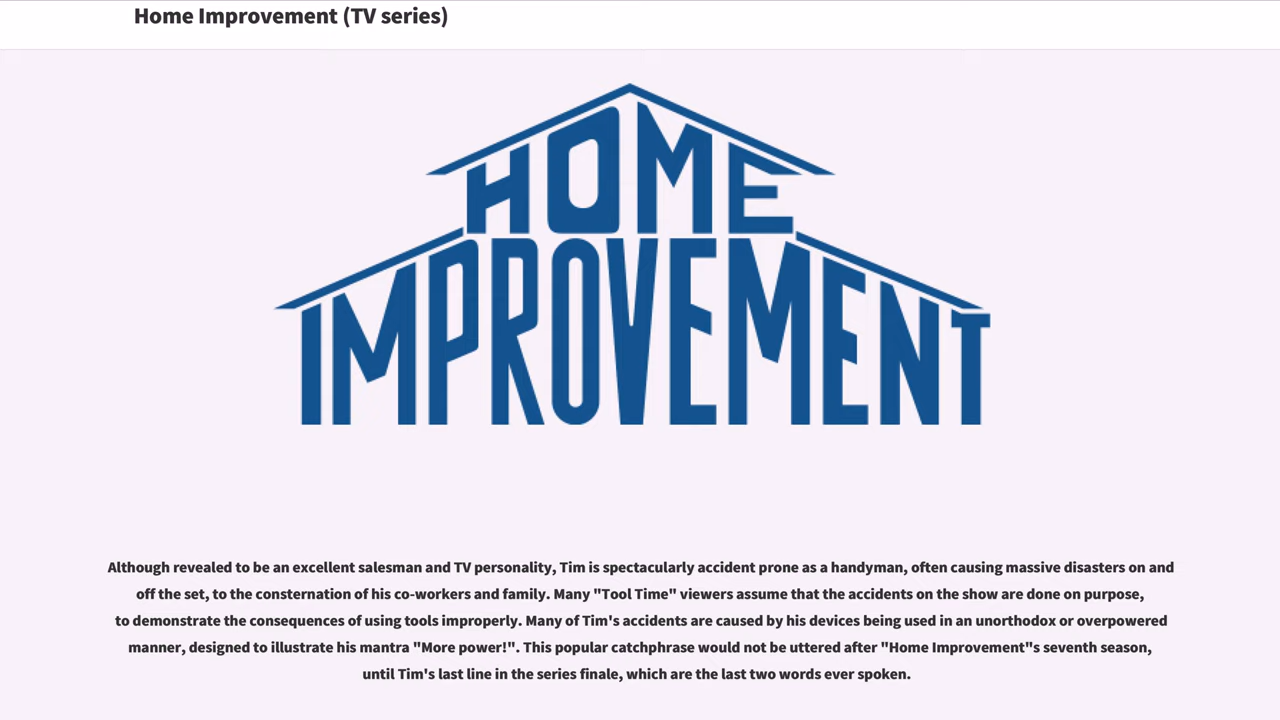 Home Improvement (TV series)
HOME
IMPROVEMENT
Although revealed to be an excellent salesman and TV personality, Tim is spectacularly accident prone as a handyman, often causing massive disasters on and
off the set, to the consternation of his co-workers and family. Many "Tool Time" viewers assume that the accidents on the show are done on purpose,
to demonstrate the consequences of using tools improperly. Many of Tim's accidents are caused by his devices being used in an unorthodox or overpowered
manner, designed to illustrate his mantra "More power!". This popular catchphrase would not be uttered after "Home Improvement"s seventh season,
until Tim's last line in the series finale, which are the last two words ever spoken.